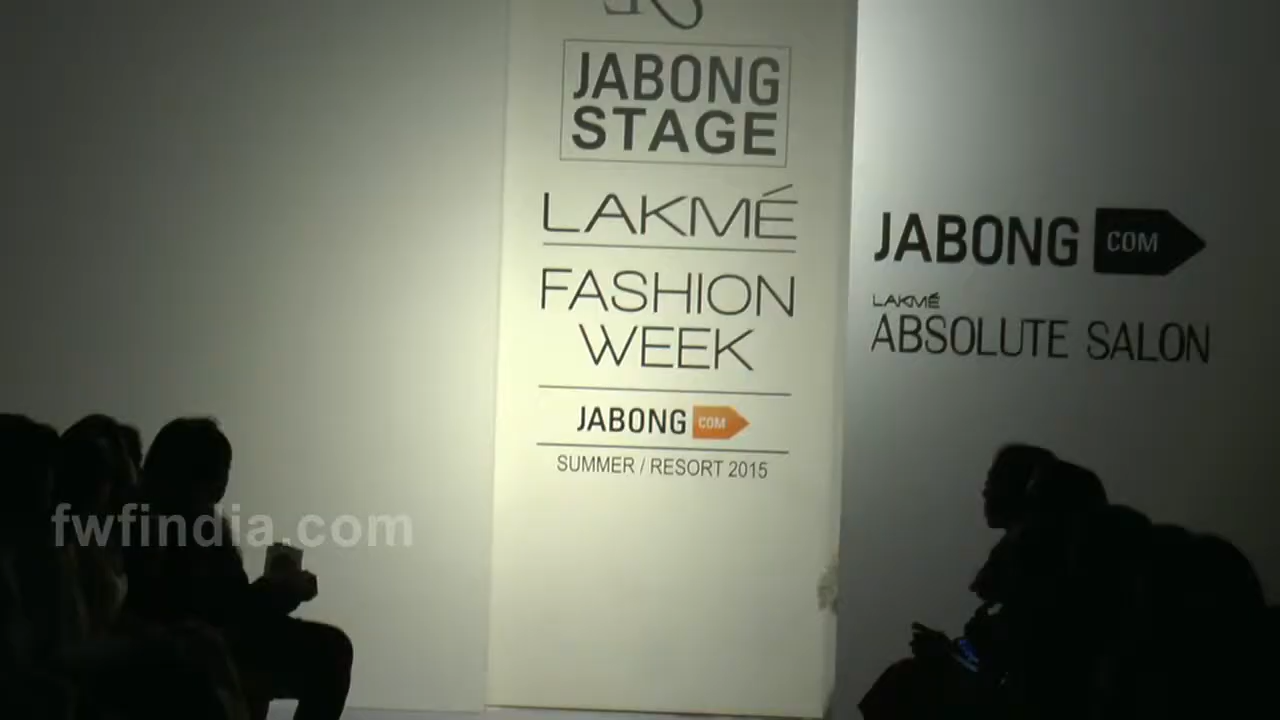 JABONG
STAGE
LAKMÉ
FASHION
WEEK
JABONG COM
SUMMER / RESORT 2015
JABONG COM
LAKMÉ
ABSOLUTE SALON
fwfindia.com